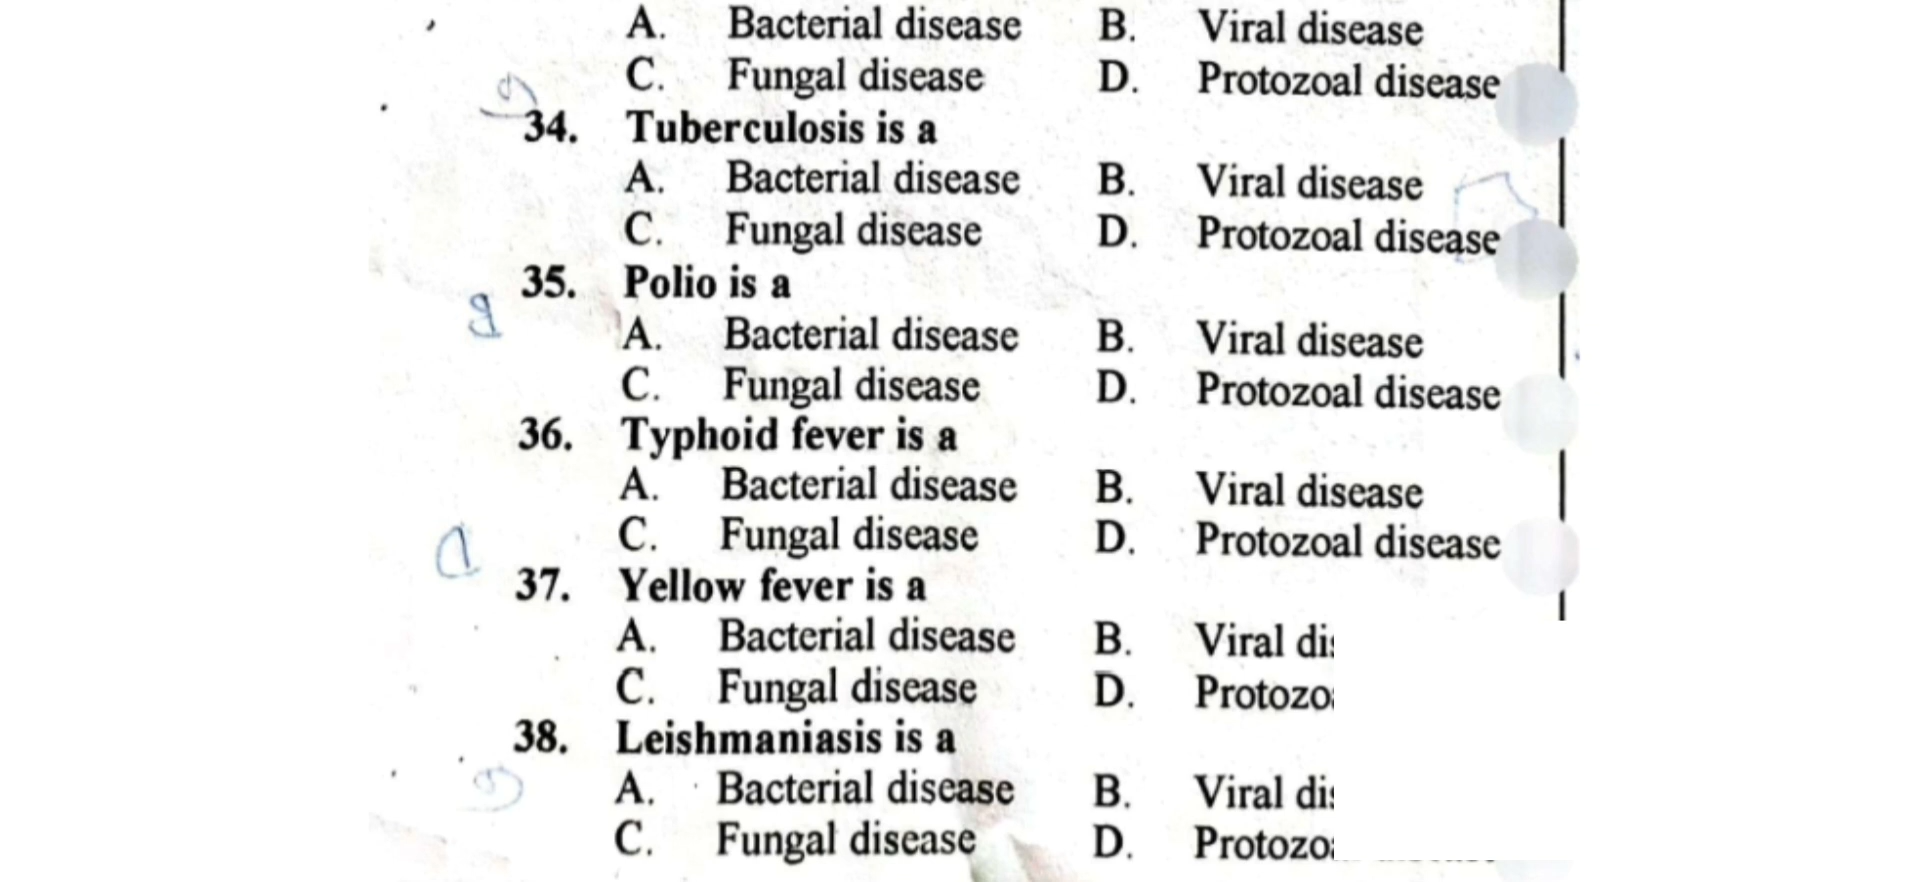 A. Bacterial disease B. Viral disease
C. Fungal disease D. Protozoal disease
34. Tuberculosis is a
A. Bacterial disease B. Viral disease
C. Fungal disease D. Protozoal disease
35. Polio is a
A. Bacterial disease B. Viral disease
C. Fungal disease D. Protozoal disease
36. Typhoid fever is a
A. Bacterial disease B. Viral disease
C. Fungal disease D. Protozoal disease
37. Yellow fever is a
A. Bacterial disease B. Viral
C. Fungal disease D.
38. Leishmaniasis is a
A. Bacterial disease B. Viral
C. Fungal disease D.